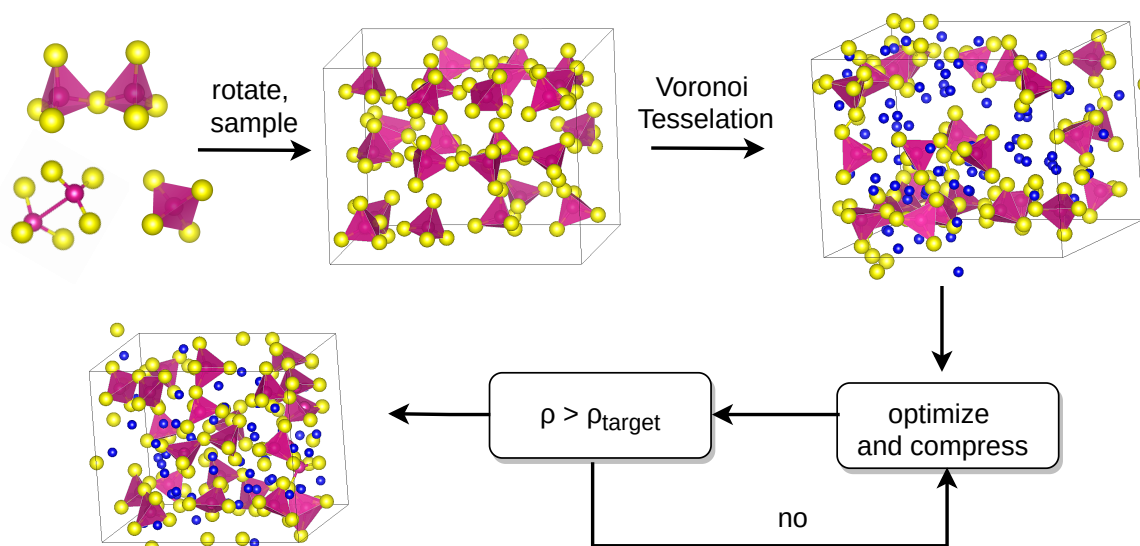 rotate,
sample
Voronoi
Tesselation
ρ > ρtarget
optimize
and compress
no